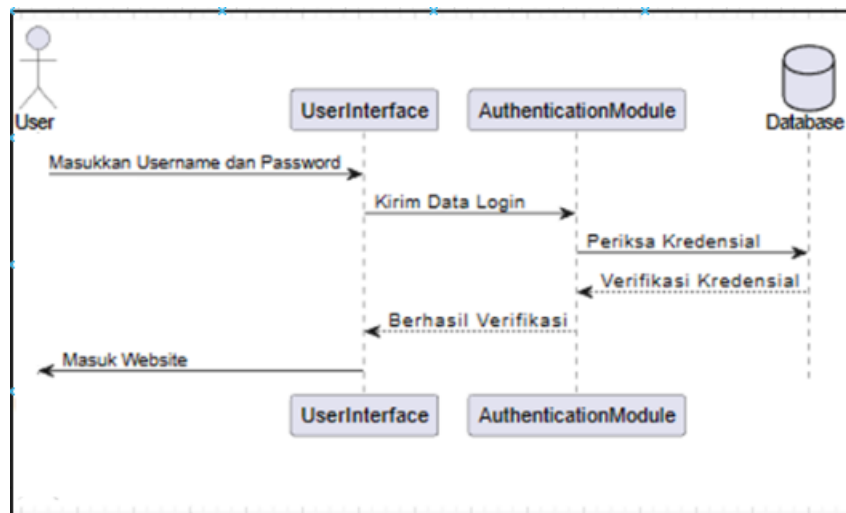 User
UserInterface
AuthenticationModule
Database
Masukkan Username dan Password
Kirim Data Login
Periksa Kredensial
Verifikasi Kredensial
Berhasil Verifikasi
Masuk Website
UserInterface
AuthenticationModule